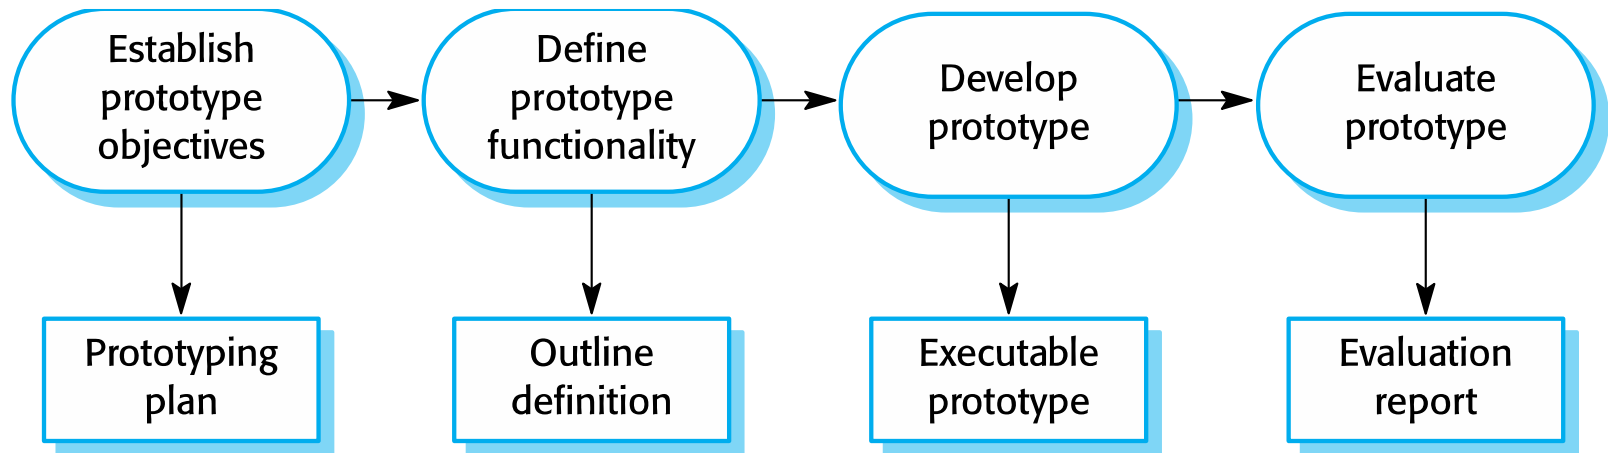 Establish
prototype
objectives
Define
prototype
functionality
Develop
prototype
Evaluate
prototype
Prototyping
plan
Outline
definition
Executable
prototype
Evaluation
report